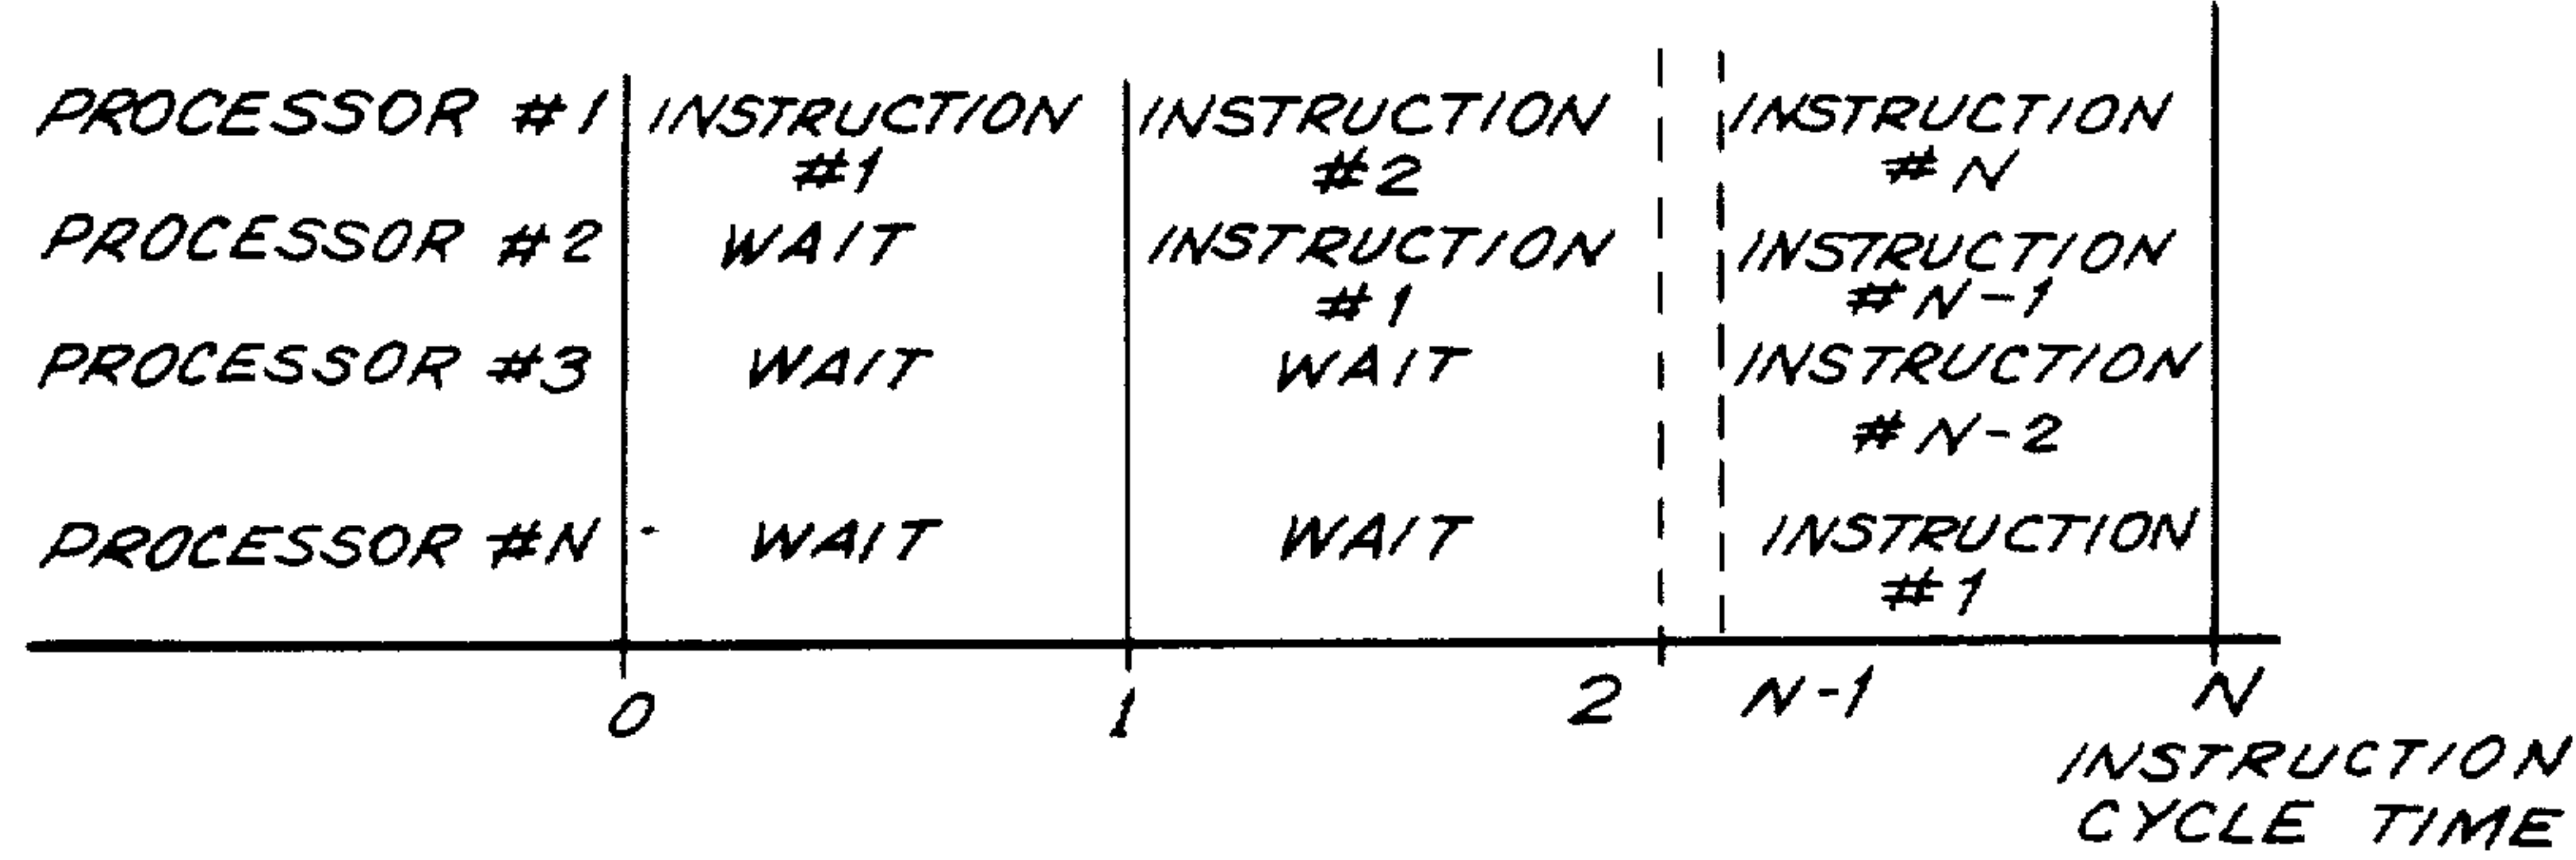 PROCESSOR #1 INSTRUCTION INSTRUCTION INSTRUCTION
#1 #2 #N
PROCESSOR #2 WAIT INSTRUCTION INSTRUCTION
#1 #N-1
PROCESSOR #3 WAIT WAIT INSTRUCTION
#N-2
PROCESSOR #N WAIT WAIT INSTRUCTION
#1
0 1 2 N-1 N
INSTRUCTION
CYCLE TIME